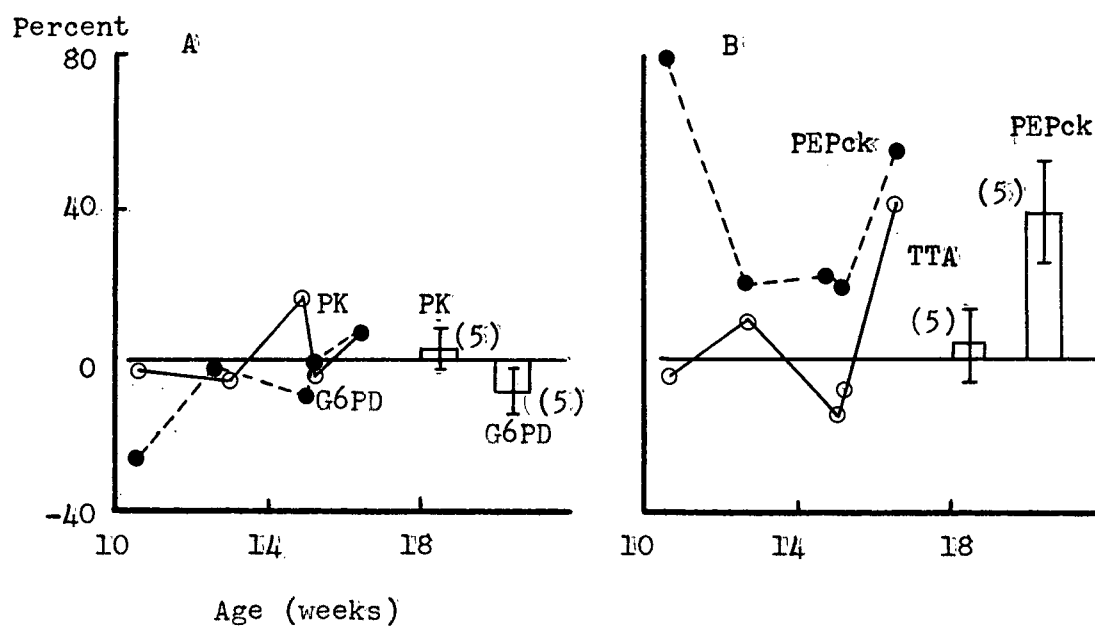 Percent
A
80
40
0
-40
10 14 18
PK
G6PD
PK
(5)
(5)
G6PD
Age (weeks)
B
PEPck
TTA
(5)
PEPck
(5)
10 14 18